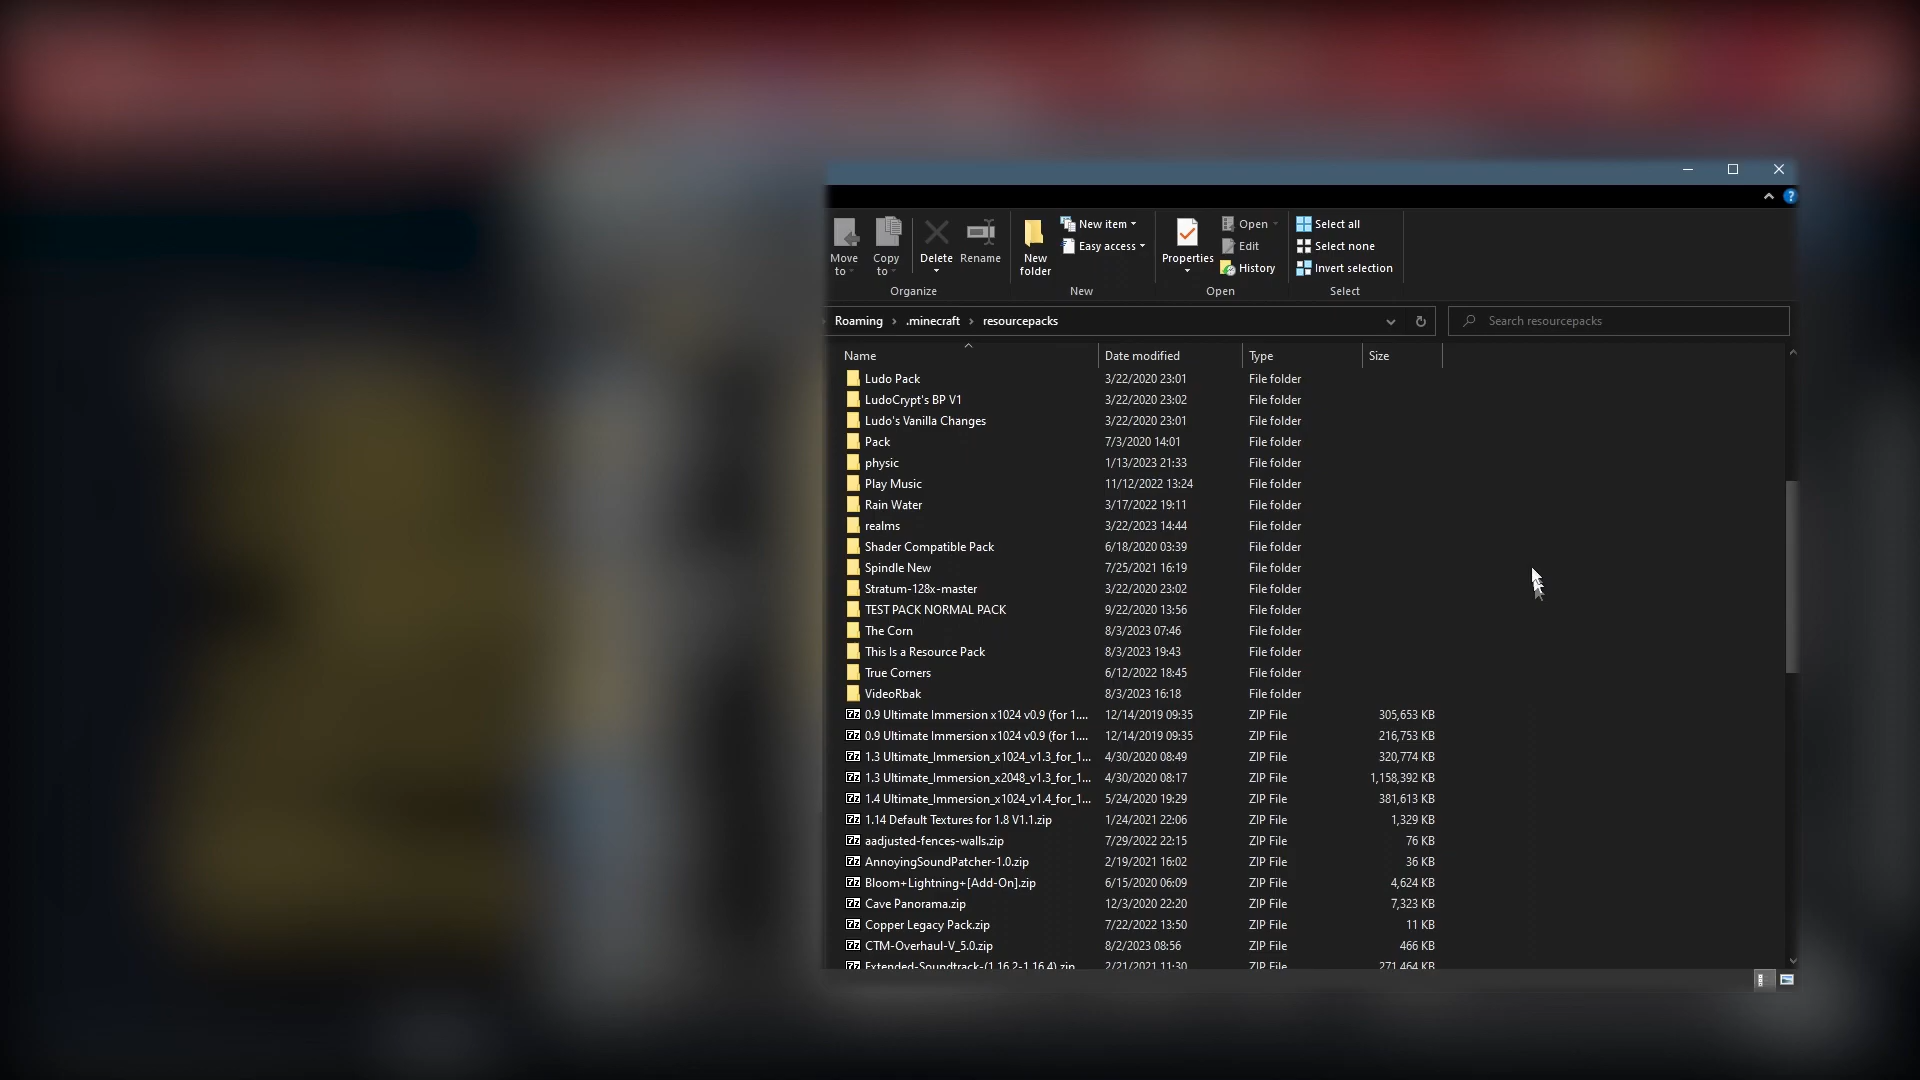 Move to
Copy to
Delete
Rename
New folder
New item
Easy access
Properties
Open
Edit
History
Select all
Select none
Invert selection
Organize
New
Open
Select
Roaming › .minecraft › resourcepacks
Search resourcepacks
Name Date modified Type Size
Ludo Pack 3/22/2020 23:01 File folder
LudoCrypt's BP V1 3/22/2020 23:02 File folder
Ludo's Vanilla Changes 3/22/2020 23:01 File folder
Pack 7/3/2020 14:01 File folder
physic 1/13/2023 21:33 File folder
Play Music 11/12/2022 13:24 File folder
Rain Water 3/17/2022 19:11 File folder
realms 3/22/2023 14:44 File folder
Shader Compatible Pack 6/18/2020 03:39 File folder
Spindle New 7/25/2021 16:19 File folder
Stratum-128x-master 3/22/2020 23:02 File folder
TEST PACK NORMAL PACK 9/22/2020 13:56 File folder
The Corn 8/3/2023 07:46 File folder
This Is a Resource Pack 8/3/2023 19:43 File folder
True Corners 6/12/2022 18:45 File folder
VideoRbak 8/3/2023 16:18 File folder
0.9 Ultimate Immersion x1024 v0.9 (for 1.... 12/14/2019 09:35 ZIP File 305,653 KB
0.9 Ultimate Immersion x1024 v0.9 (for 1.... 12/14/2019 09:35 ZIP File 216,753 KB
1.3 Ultimate_Immersion_x1024_v1.3_for_1... 4/30/2020 08:49 ZIP File 320,774 KB
1.3 Ultimate_Immersion_x2048_v1.3_for_1... 4/30/2020 08:17 ZIP File 1,158,392 KB
1.4 Ultimate_Immersion_x1024_v1.4_for_1... 5/24/2020 19:29 ZIP File 381,613 KB
1.14 Default Textures for 1.8 V1.1.zip 1/24/2021 22:06 ZIP File 1,329 KB
aadjusted-fences-walls.zip 7/29/2022 22:15 ZIP File 76 KB
AnnoyingSoundPatcher-1.0.zip 2/19/2021 16:02 ZIP File 36 KB
Bloom+Lightning+[Add-On].zip 6/15/2020 06:09 ZIP File 4,624 KB
Cave Panorama.zip 12/3/2020 22:20 ZIP File 7,323 KB
Copper Legacy Pack.zip 7/22/2022 13:50 ZIP File 11 KB
CTM-Overhaul-V_5.0.zip 8/2/2023 08:56 ZIP File 466 KB
Extended-Soundtrack-(1.16.2-1.16.4).zip 2/21/2021 11:30 ZIP File 271,464 KB